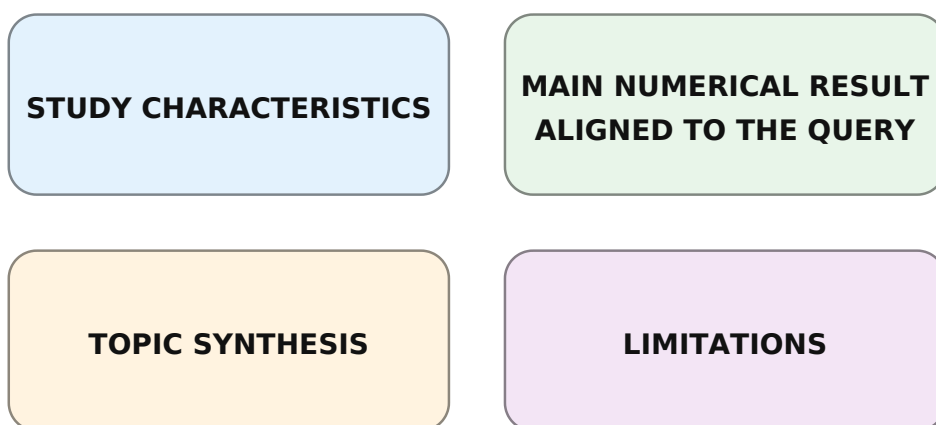 STUDY CHARACTERISTICS
MAIN NUMERICAL RESULT
ALIGNED TO THE QUERY
TOPIC SYNTHESIS
LIMITATIONS